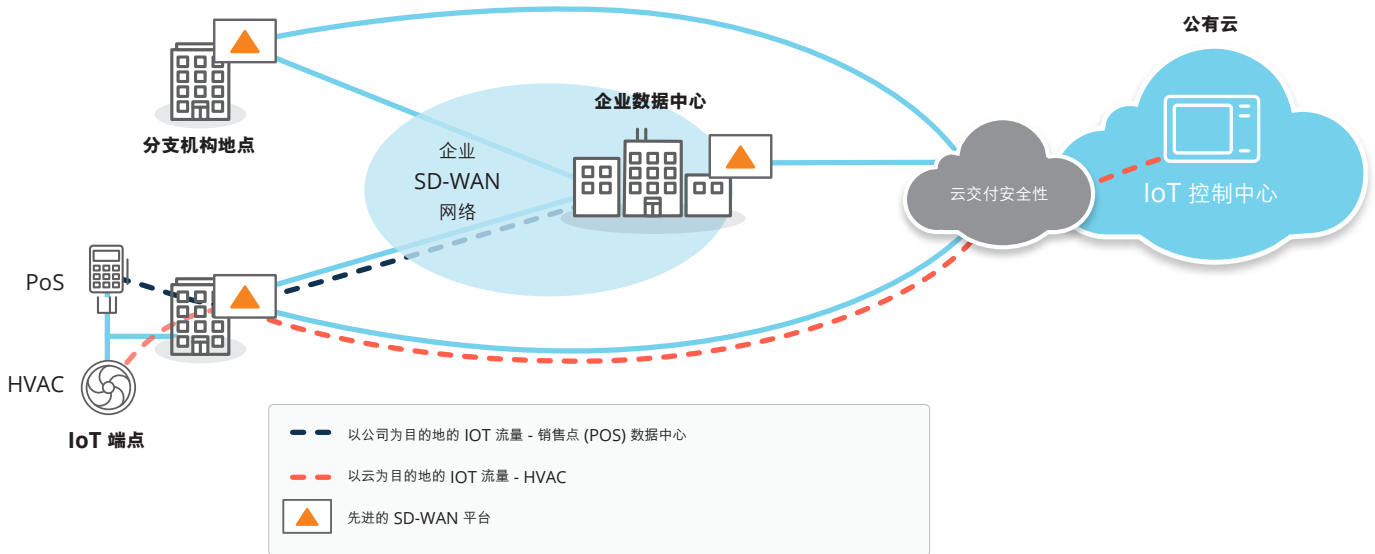 公有云
企业数据中心
分支机构地点
企业
SD-WAN
网络
云交付安全性
IoT 控制中心
PoS
HVAC
IoT 端点
以公司为目的地的 IOT 流量 - 销售点 (POS) 数据中心
以云为目的地的 IOT 流量 - HVAC
先进的 SD-WAN 平台